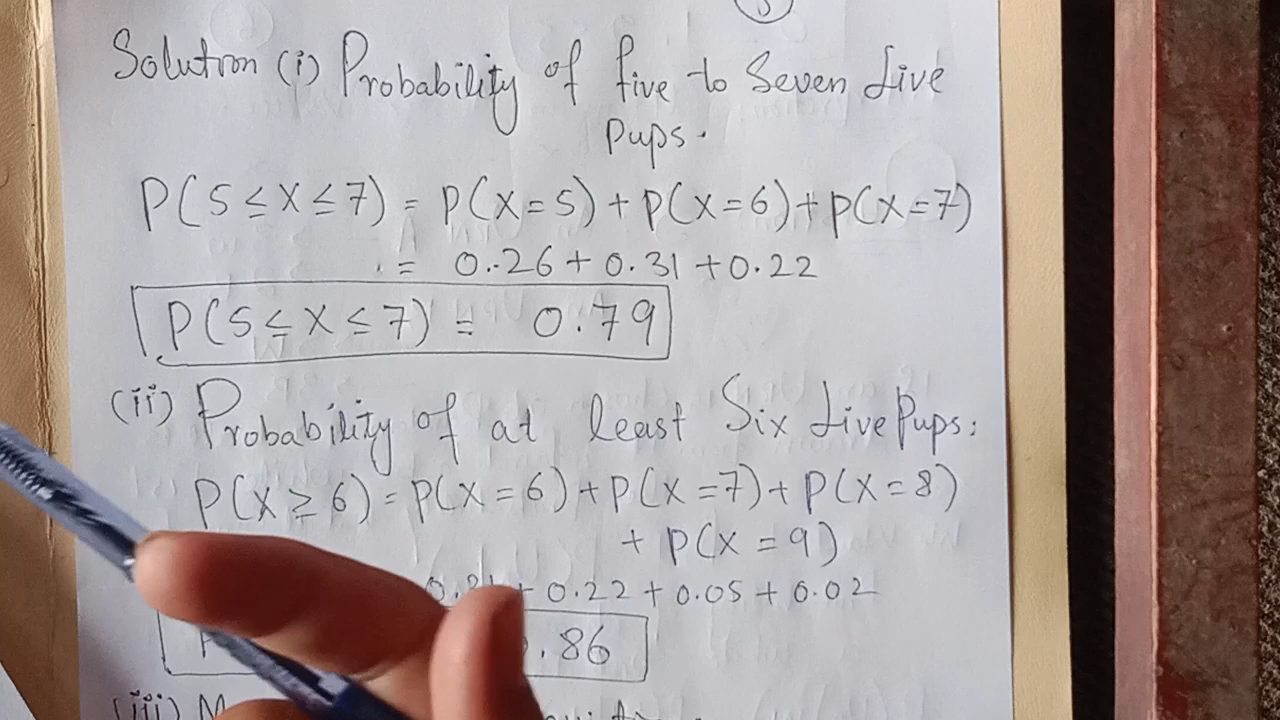 5
Solution (i) Probability of five to Seven Live
Pups.
P(5 ≤ X ≤ 7) = P(X=5) + P(X=6) + P(X=7)
= 0.26 + 0.31 + 0.22
P(5 ≤ X ≤ 7) = 0.79
(ii) Probability of at least Six Live Pups:
P(X ≥ 6) = P(X = 6) + P(X = 7) + P(X = 8)
+ P(X = 9)
+ 0.22 + 0.05 + 0.02
.86
(iii)